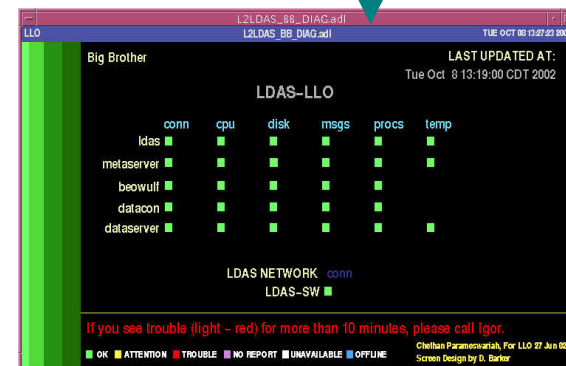 L2LDAS_BB_DIAG.adl
LLO L2LDAS_BB_DIAG.adl TUE OCT 08 13:27:23
Big Brother LAST UPDATED AT:
Tue Oct 8 13:19:00 CDT 2002
LDAS-LLO
conn cpu disk msgs procs temp
ldas
metaserver
beowulf
datacon
dataserver
LDAS NETWORK conn
LDAS-SW
If you see trouble (light - red) for more than 10 minutes, please call Igor.
OK ATTENTION TROUBLE NO REPORT UNAVAILABLE OFFLINE
Chethan Parameswariah, For LLO 27 Jun 02
Screen Design by D. Barker